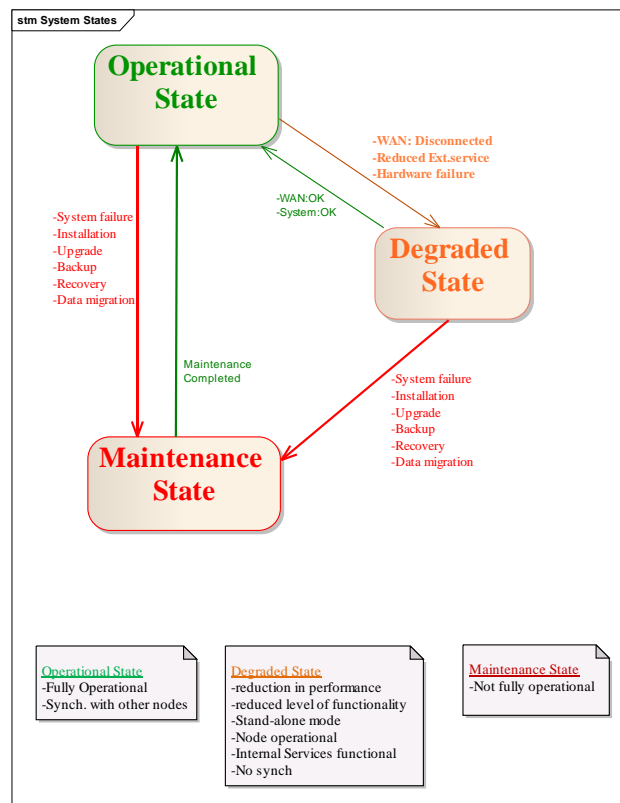 stm System States
Operational
State
-WAN: Disconnected
-Reduced Ext.service
-Hardware failure
-WAN:OK
-System:OK
-System failure
-Installation
-Upgrade
-Backup
-Recovery
-Data migration
Degraded
State
Maintenance
Completed
-System failure
-Installation
-Upgrade
-Backup
-Recovery
-Data migration
Maintenance
State
Operational State
-Fully Operational
-Synch. with other nodes
Degraded State
-reduction in performance
-reduced level of functionality
-Stand-alone mode
-Node operational
-Internal Services functional
-No synch
Maintenance State
-Not fully operational